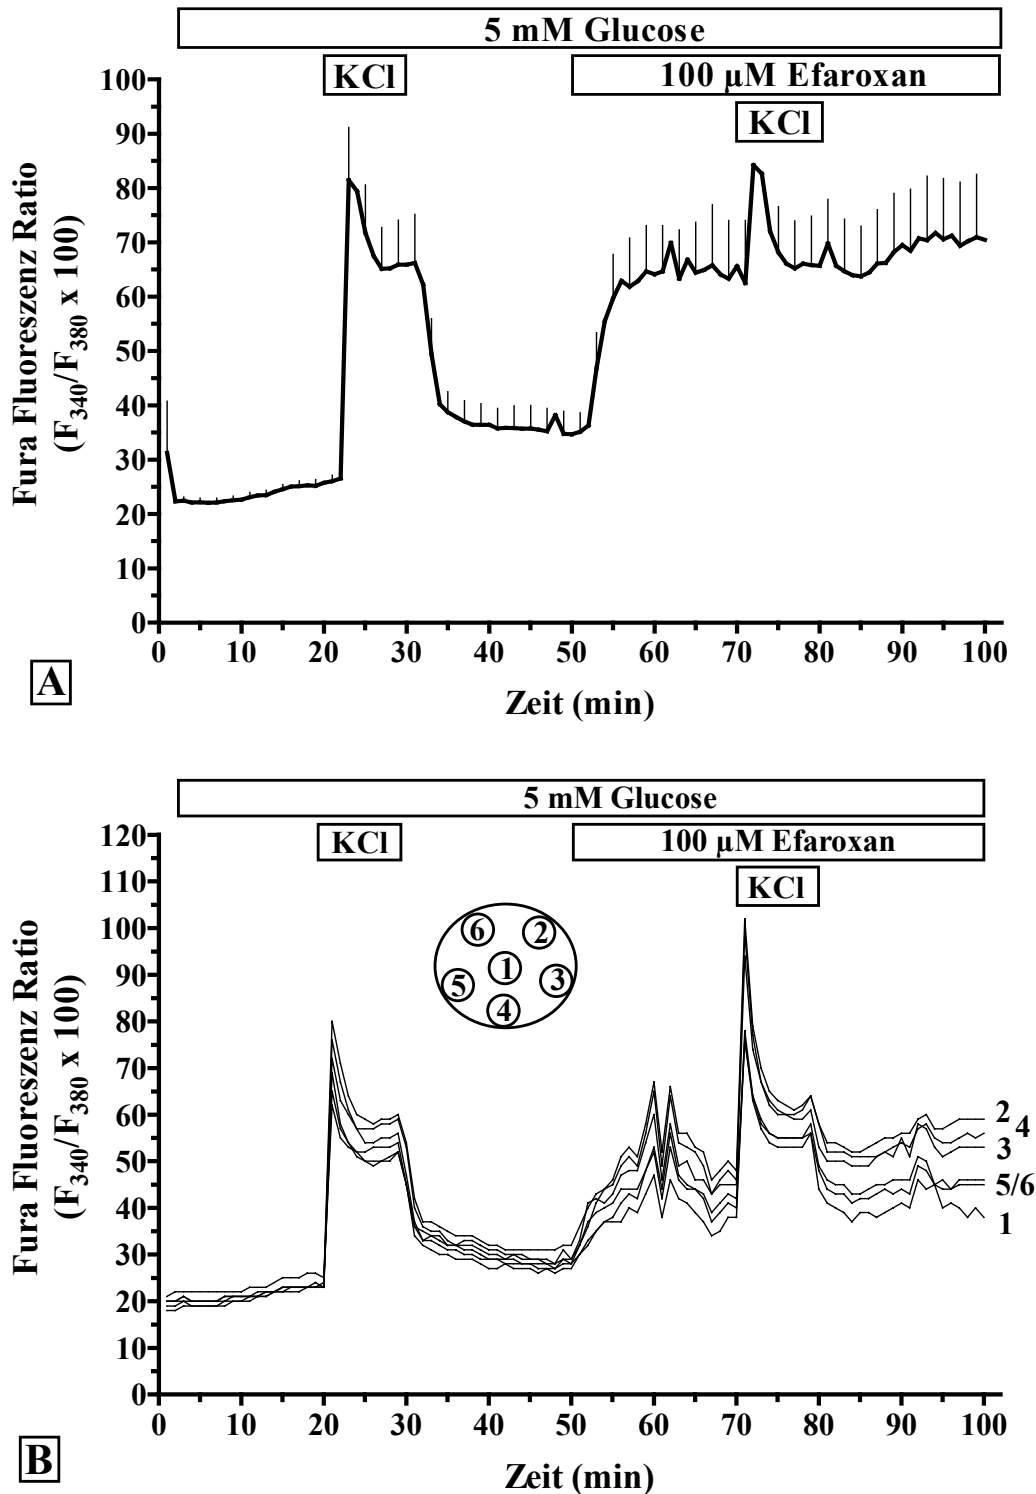 5 mM Glucose
KCl
100 µM Efaroxan
KCl
100
90
80
70
60
50
40
30
20
10
0
Fura Fluoreszenz Ratio
(F340/F380 x 100)
0 10 20 30 40 50 60 70 80 90 100
Zeit (min)
A
5 mM Glucose
KCl
100 µM Efaroxan
KCl
120
110
100
90
80
70
60
50
40
30
20
10
0
Fura Fluoreszenz Ratio
(F340/F380 x 100)
6 2
1
5 3
4
2
4
3
5/6
1
0 10 20 30 40 50 60 70 80 90 100
Zeit (min)
B